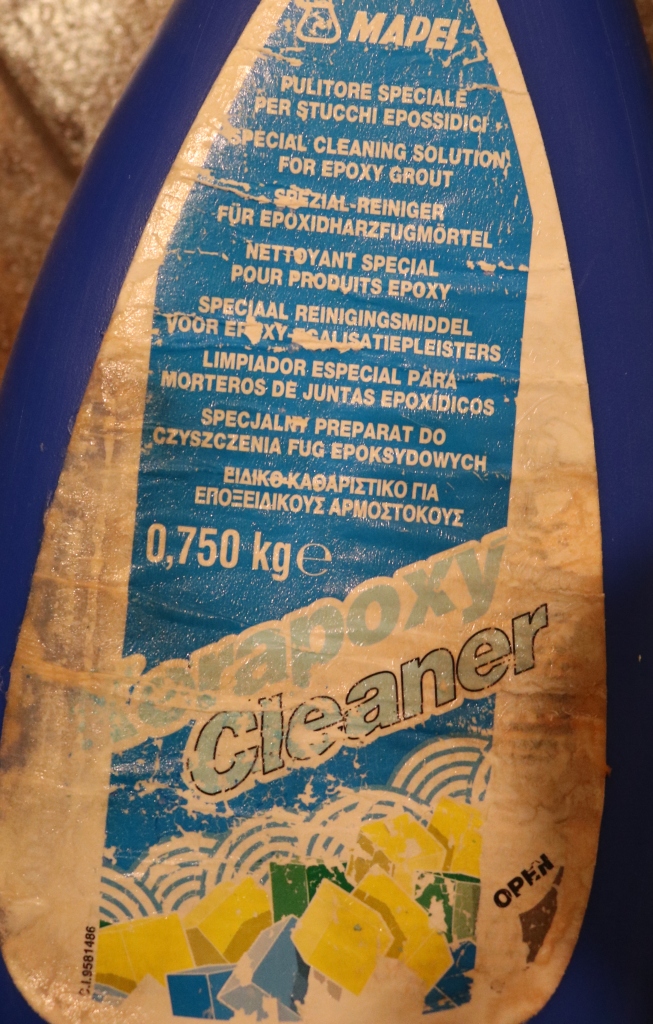 MAPEI
PULITORE SPECIALE
PER STUCCHI EPOSSIDICI
SPECIAL CLEANING SOLUTION
FOR EPOXY GROUT
SPEZIAL-REINIGER
FÜR EPOXIDHARZFUGMÖRTEL
NETTOYANT SPECIAL
POUR PRODUITS EPOXY
SPECIAAL REINIGINGSMIDDEL
VOOR EPOXY-EGALISATIEPLEISTERS
LIMPIADOR ESPECIAL PARA
MORTEROS DE JUNTAS EPOXÍDICOS
SPECJALNY PREPARAT DO
CZYSZCZENIA FUG EPOKSYDOWYCH
ΕΙΔΙΚΟ ΚΑΘΑΡΙΣΤΙΚΟ ΓΙΑ
ΕΠΟΞΕΙΔΙΚΟΥΣ ΑΡΜΟΣΤΟΚΟΥΣ
0,750 kg℮
Kerapoxy
Cleaner
OPEN
C.I.9581486